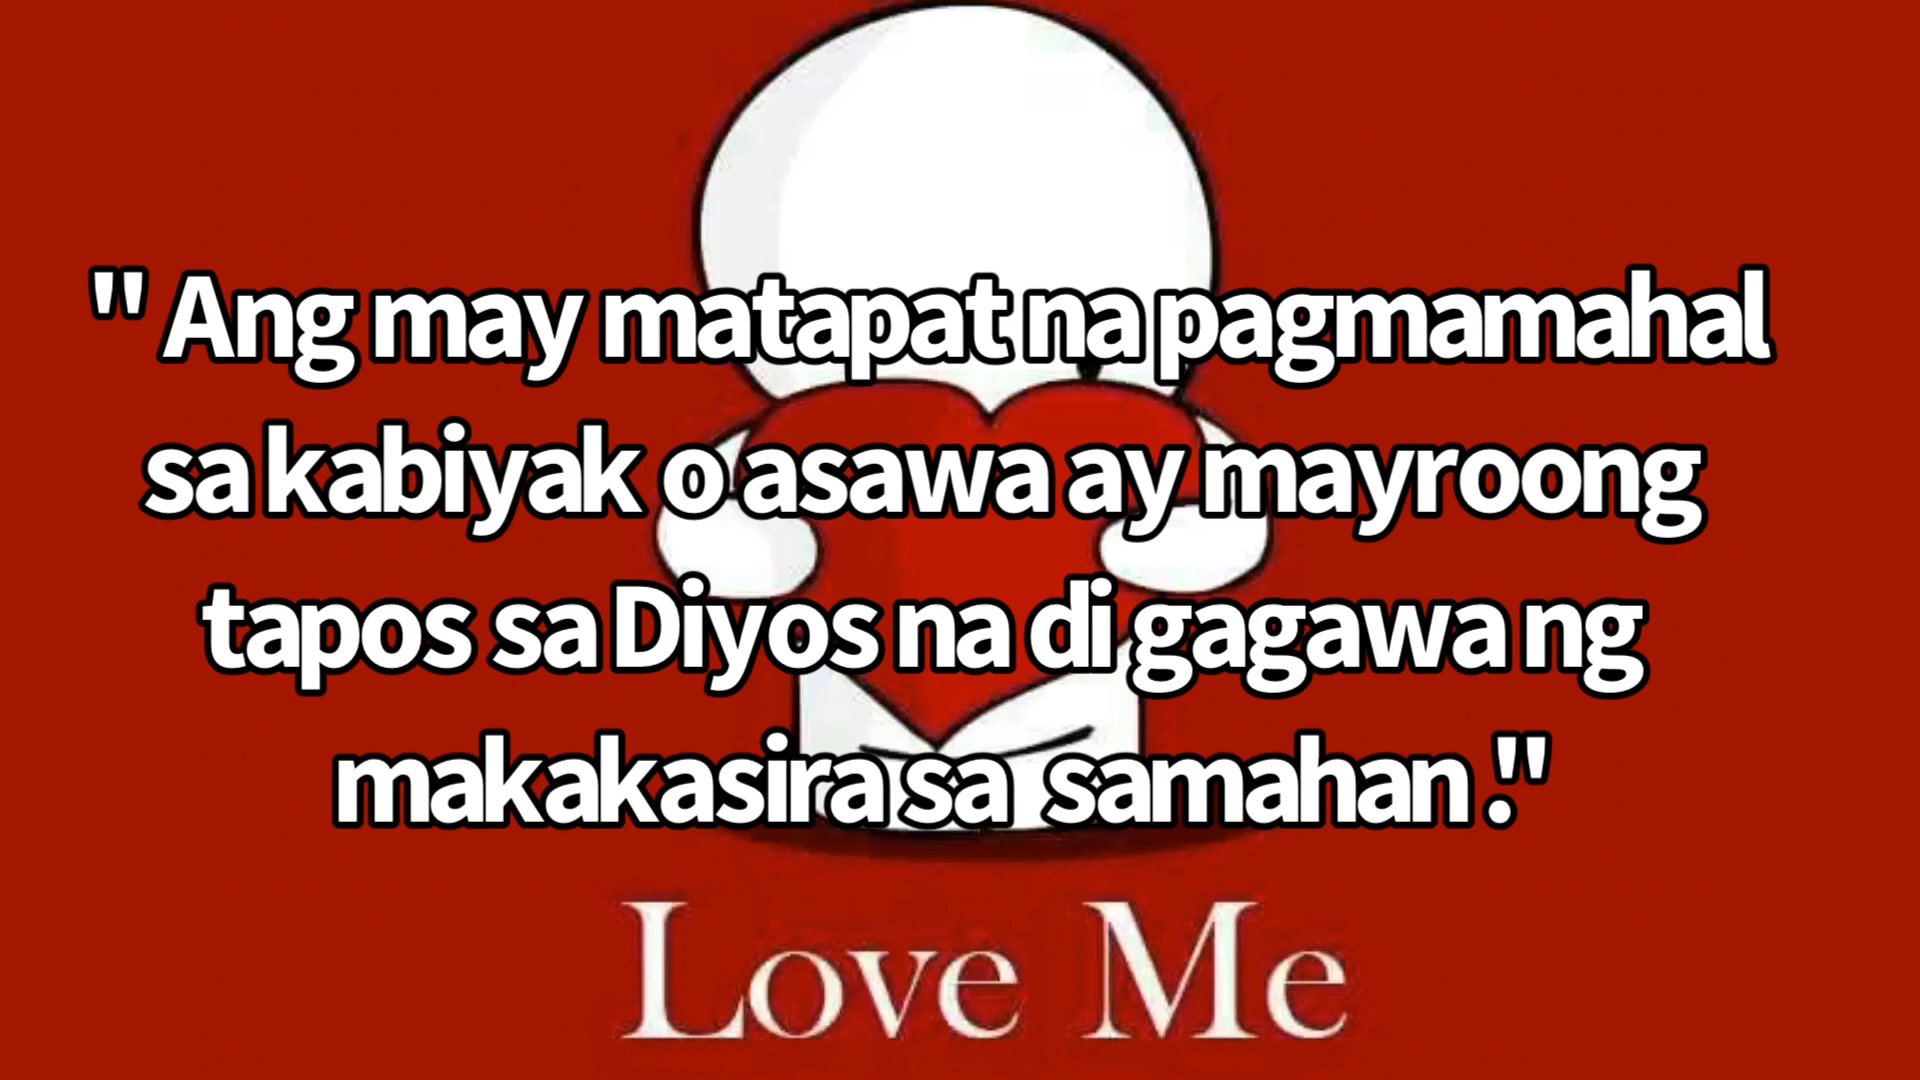 " Ang may matapat na pagmamahal
sa kabiyak o asawa ay mayroong
tapos sa Diyos na di gagawa ng
makakasira sa samahan ."
Love Me